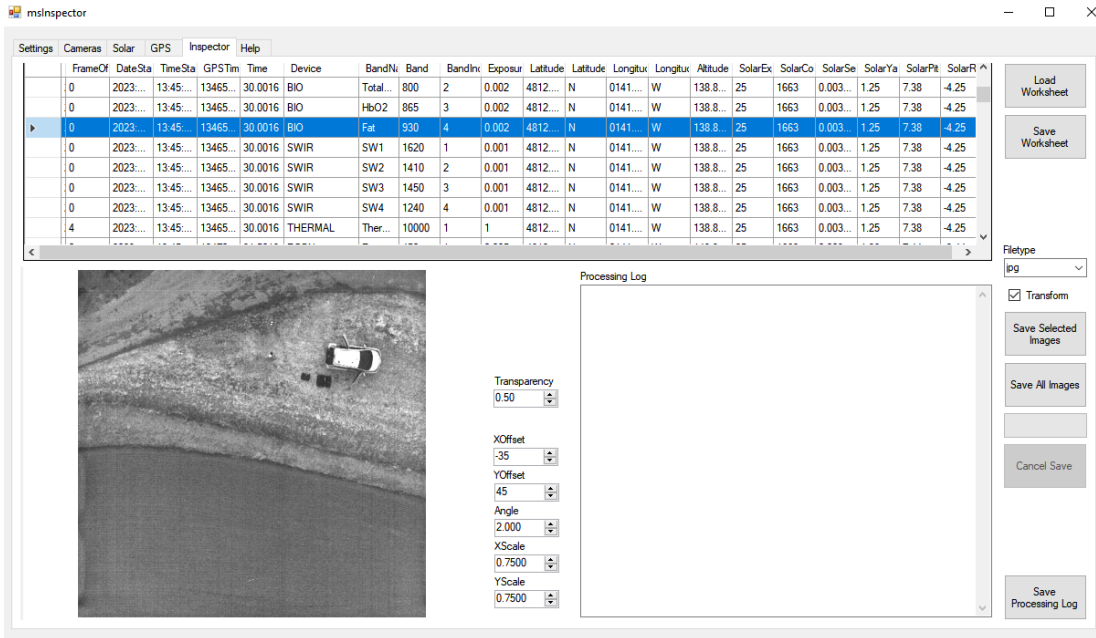 msInspector
Settings Cameras Solar GPS Inspector Help
FrameOf DateSta TimeSta GPSTim Time Device BandNa Band BandInc Exposur Latitude Latitude Longituc Longituc Altitude SolarEx SolarCo SolarSe SolarYa SolarPit SolarR
0 2023:... 13:45:... 13465... 30.0016 BIO Total... 800 2 0.002 4812.... N 0141.... W 138.8... 25 1663 0.003... 1.25 7.38 -4.25
0 2023:... 13:45:... 13465... 30.0016 BIO HbO2 865 3 0.002 4812.... N 0141.... W 138.8... 25 1663 0.003... 1.25 7.38 -4.25
0 2023:... 13:45:... 13465... 30.0016 BIO Fat 930 4 0.002 4812.... N 0141.... W 138.8... 25 1663 0.003... 1.25 7.38 -4.25
0 2023:... 13:45:... 13465... 30.0016 SWIR SW1 1620 1 0.001 4812.... N 0141.... W 138.8... 25 1663 0.003... 1.25 7.38 -4.25
0 2023:... 13:45:... 13465... 30.0016 SWIR SW2 1410 2 0.001 4812.... N 0141.... W 138.8... 25 1663 0.003... 1.25 7.38 -4.25
0 2023:... 13:45:... 13465... 30.0016 SWIR SW3 1450 3 0.001 4812.... N 0141.... W 138.8... 25 1663 0.003... 1.25 7.38 -4.25
0 2023:... 13:45:... 13465... 30.0016 SWIR SW4 1240 4 0.001 4812.... N 0141.... W 138.8... 25 1663 0.003... 1.25 7.38 -4.25
4 2023:... 13:45:... 13465... 30.0016 THERMAL Ther... 10000 1 1 4812.... N 0141.... W 138.8... 25 1663 0.003... 1.25 7.38 -4.25
Load
Worksheet
Save
Worksheet
Filetype
jpg
Transform
Save Selected
Images
Save All Images
Cancel Save
Save
Processing Log
Processing Log
Transparency
0.50
XOffset
-35
YOffset
45
Angle
2.000
XScale
0.7500
YScale
0.7500